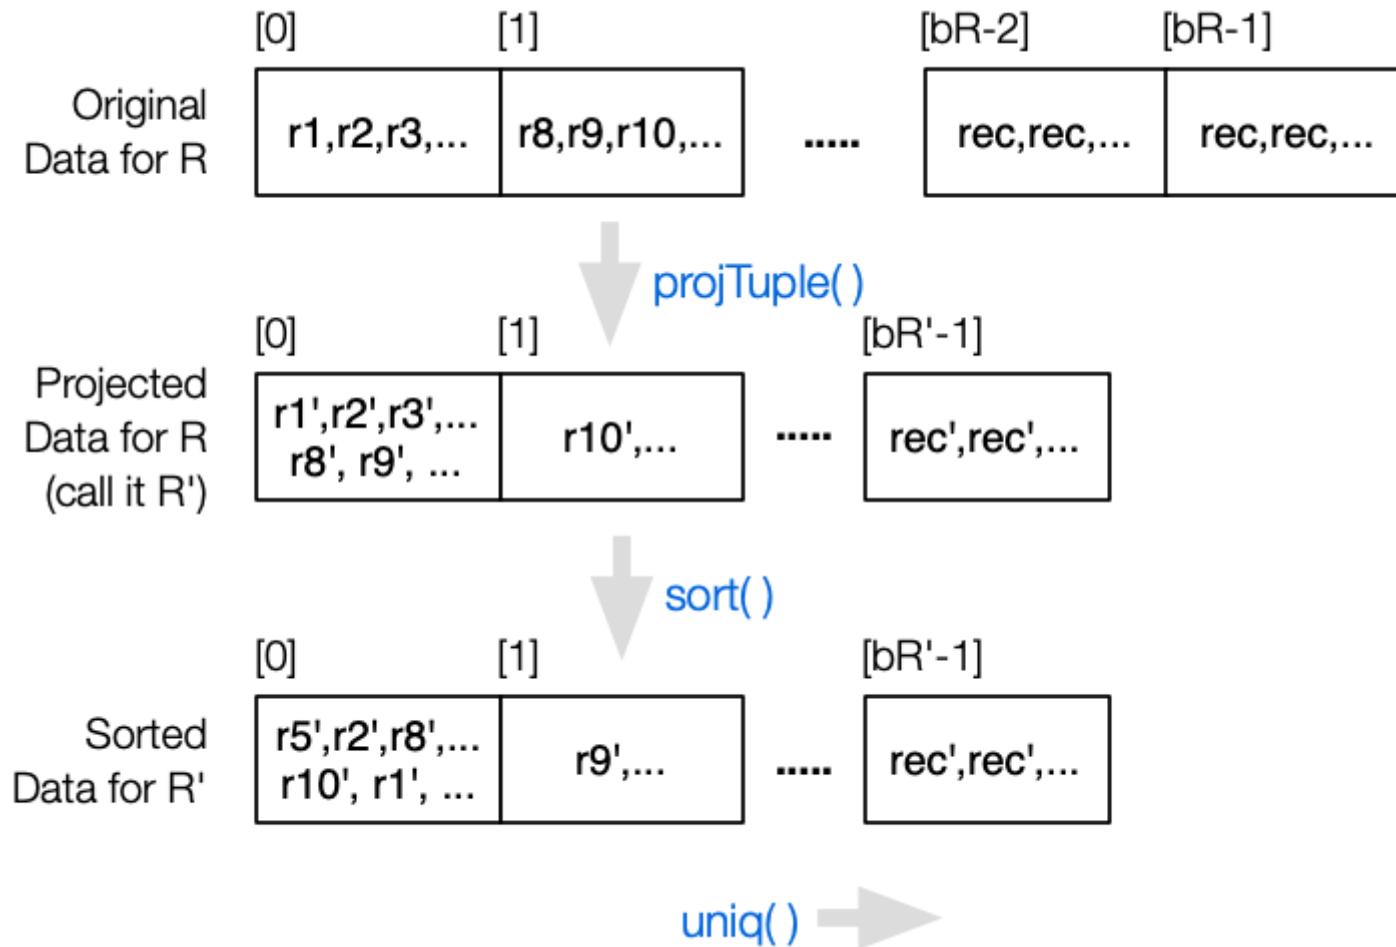 [0] [1] [bR-2] [bR-1]
Original
Data for R
r1,r2,r3,... r8,r9,r10,... ..... rec,rec,... rec,rec,...
projTuple( )
[0] [1] [bR'-1]
Projected
Data for R
(call it R')
r1',r2',r3',...
r8', r9', ...
r10',... ..... rec',rec',...
sort( )
[0] [1] [bR'-1]
Sorted
Data for R'
r5',r2',r8',...
r10', r1', ...
r9',... ..... rec',rec',...
uniq( )